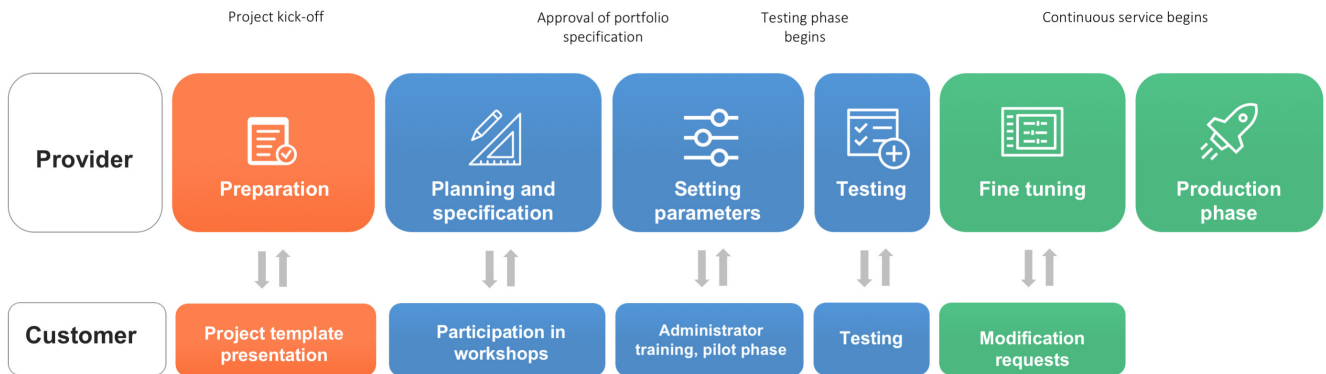 Project kick-off
Approval of portfolio
specification
Testing phase
begins
Continuous service begins
Provider
Preparation
Planning and
specification
Setting
parameters
Testing
Fine tuning
Production
phase
Customer
Project template
presentation
Participation in
workshops
Administrator
training, pilot phase
Testing
Modification
requests